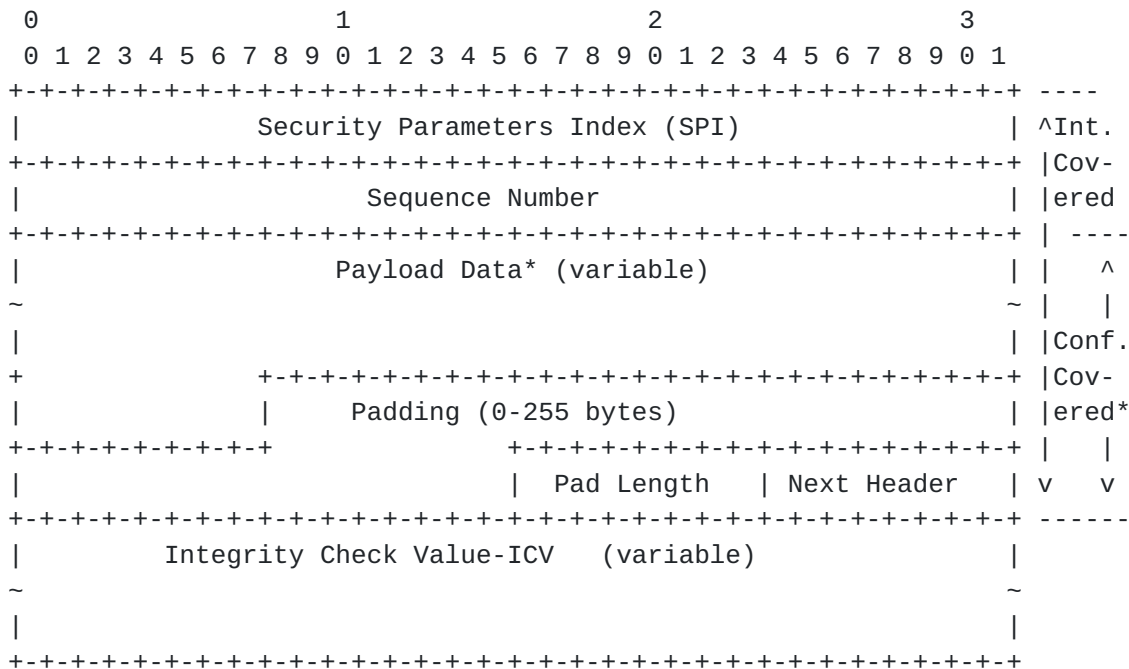 0                   1                   2                   3
 0 1 2 3 4 5 6 7 8 9 0 1 2 3 4 5 6 7 8 9 0 1 2 3 4 5 6 7 8 9 0 1
+-+-+-+-+-+-+-+-+-+-+-+-+-+-+-+-+-+-+-+-+-+-+-+-+-+-+-+-+-+-+-+-+ ----
|               Security Parameters Index (SPI)                 | ^Int.
+-+-+-+-+-+-+-+-+-+-+-+-+-+-+-+-+-+-+-+-+-+-+-+-+-+-+-+-+-+-+-+-+ |Cov-
|                      Sequence Number                          | |ered
+-+-+-+-+-+-+-+-+-+-+-+-+-+-+-+-+-+-+-+-+-+-+-+-+-+-+-+-+-+-+-+-+ | ----
|                    Payload Data* (variable)                   | |   ^
~                                                               ~ |   |
|                                                               | |Conf.
+               +-+-+-+-+-+-+-+-+-+-+-+-+-+-+-+-+-+-+-+-+-+-+-+-+ |Cov-
|               |     Padding (0-255 bytes)                     | |ered*
+-+-+-+-+-+-+-+-+               +-+-+-+-+-+-+-+-+-+-+-+-+-+-+-+-+ |   |
|                               |  Pad Length   | Next Header   | v   v
+-+-+-+-+-+-+-+-+-+-+-+-+-+-+-+-+-+-+-+-+-+-+-+-+-+-+-+-+-+-+-+-+ ------
|         Integrity Check Value-ICV   (variable)                |
~                                                               ~
|                                                               |
+-+-+-+-+-+-+-+-+-+-+-+-+-+-+-+-+-+-+-+-+-+-+-+-+-+-+-+-+-+-+-+-+